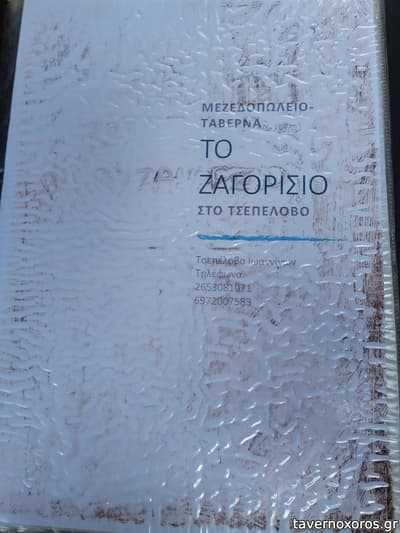 ΜΕΖΕΔΟΠΩΛΕΙΟ-
ΤΑΒΕΡΝΑ
ΤΟ
ΖΑΓΟΡΙΣΙΟ
ΣΤΟ ΤΣΕΠΕΛΟΒΟ
Τσεπέλοβο Ιωαννίνων
Τηλέφωνα:
2653081071
6972007583
tavernoxoros.gr